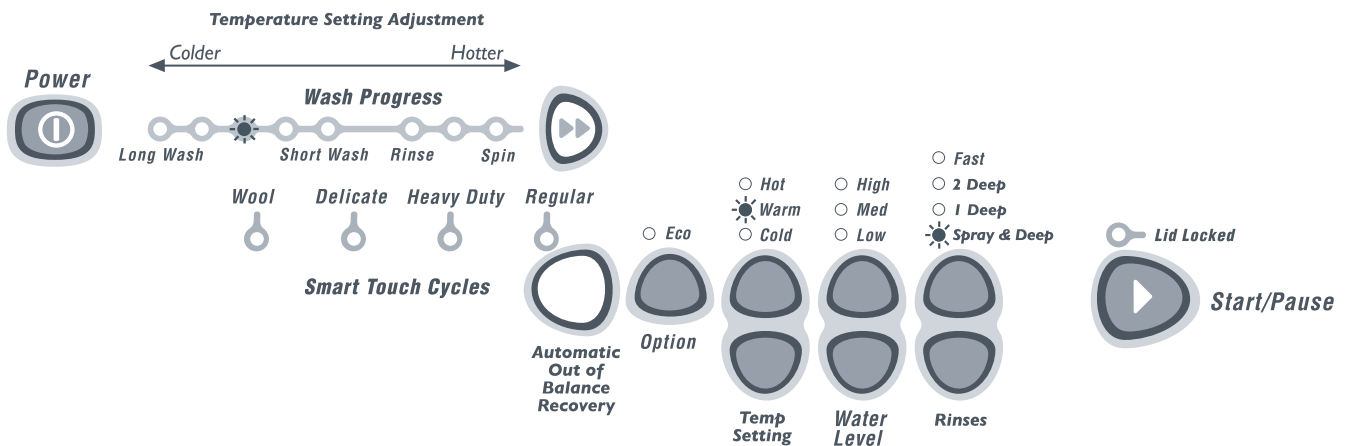 Temperature Setting Adjustment
Colder
Hotter
Power
Wash Progress
Long Wash
Short Wash
Rinse
Spin
Wool
Delicate
Heavy Duty
Regular
Smart Touch Cycles
Automatic
Out of
Balance
Recovery
Eco
Option
Hot
Warm
Cold
Temp
Setting
High
Med
Low
Water
Level
Fast
2 Deep
1 Deep
Spray & Deep
Rinses
Lid Locked
Start/Pause